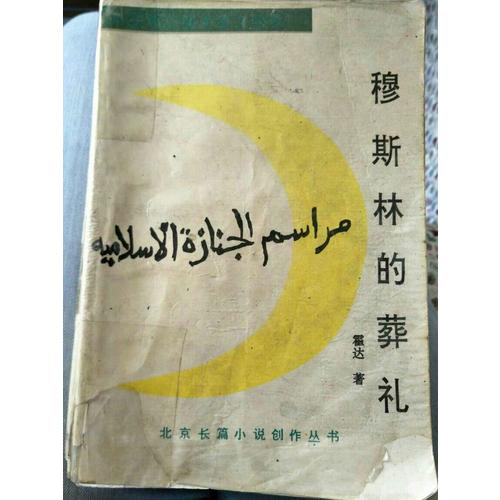 穆斯林的葬礼
مراسم الجنازة الاسلاميه
霍达 著
北京长篇小说创作丛书